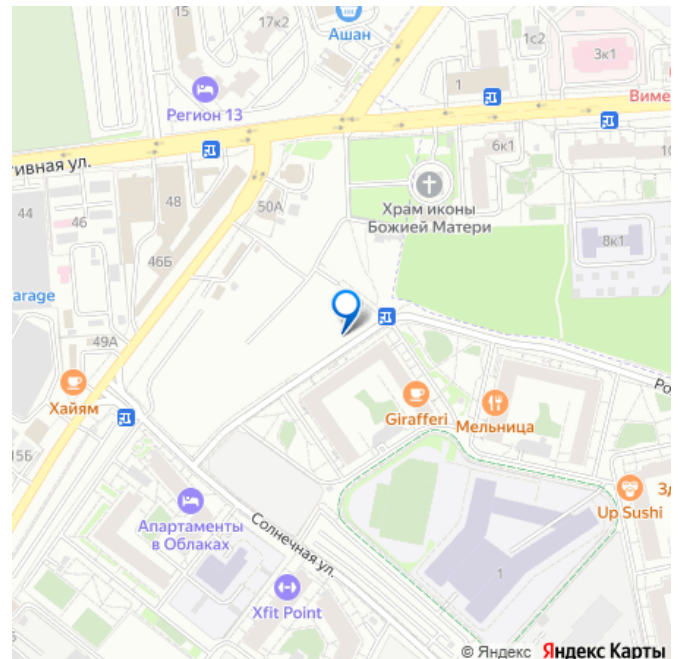 15
17к2
Ашан
1с2
3к1
1
Виме
Регион 13
6к1
1С
тивная ул.
48
50А
44
46
Храм иконы
Божией Матери
8к1
46Б
arage
49А
Хайям
Ро
Girafferi
Мельница
15Б
Up Sushi
Апартаменты
в Облаках
Солнечная ул.
1
Xfit Point
© Яндекс Яндекс Карты